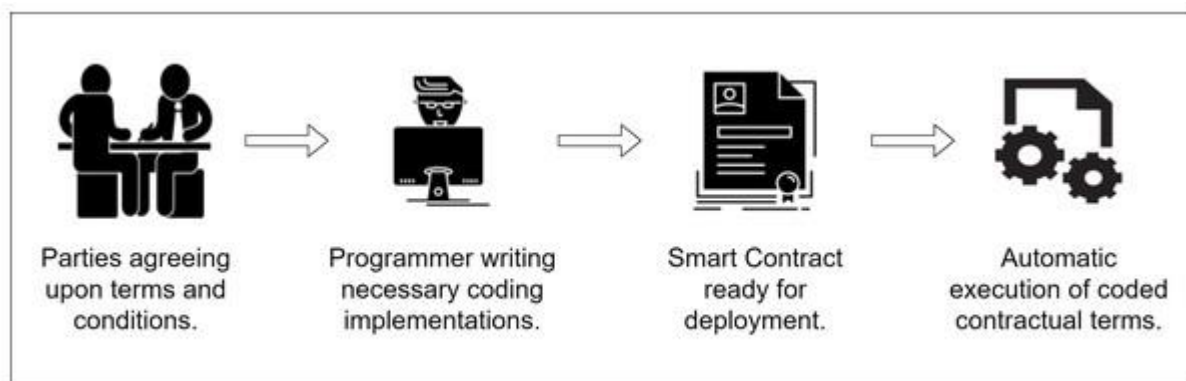 Parties agreeing
upon terms and
conditions.
Programmer writing
necessary coding
implementations.
Smart Contract
ready for
deployment.
Automatic
execution of coded
contractual terms.